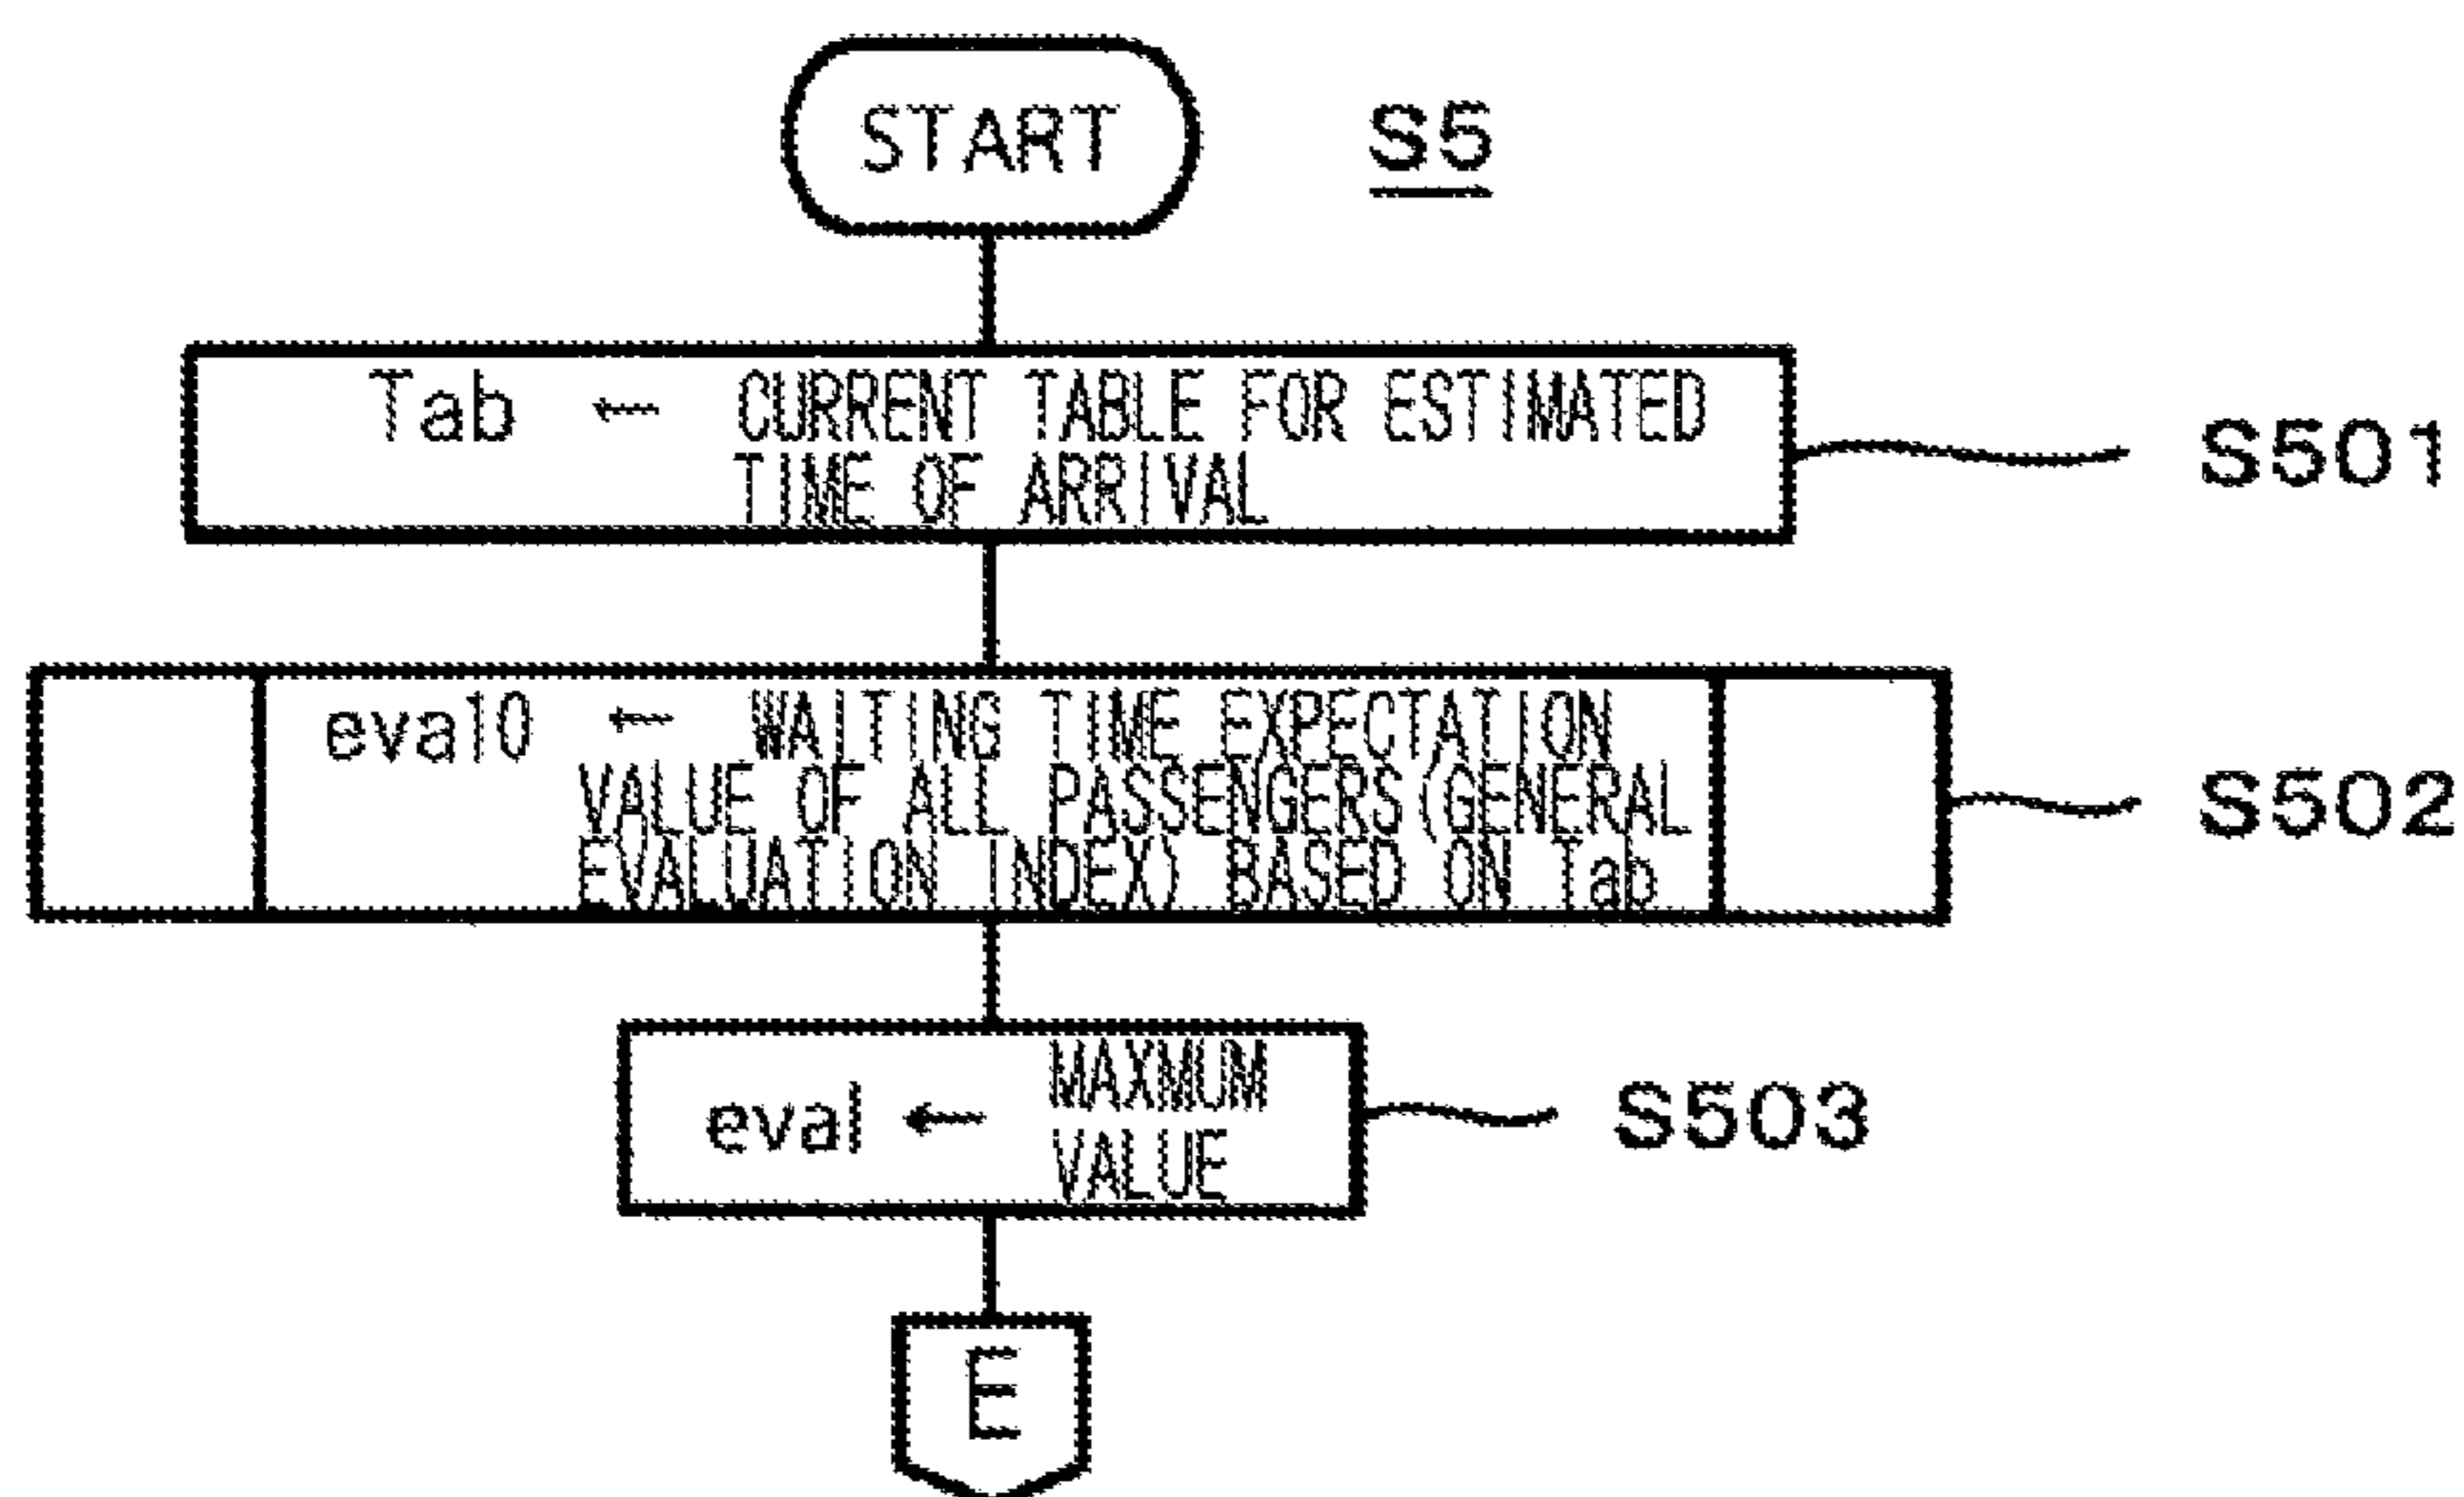 START S5
Tab ← CURRENT TABLE FOR ESTIMATED
TIME OF ARRIVAL
S501
eval0 ← WAITING TIME EXPECTATION
VALUE OF ALL PASSENGERS(GENERAL
EVALUATION INDEX) BASED ON Tab
S502
eval ← MAXMUM
VALUE
S503
E